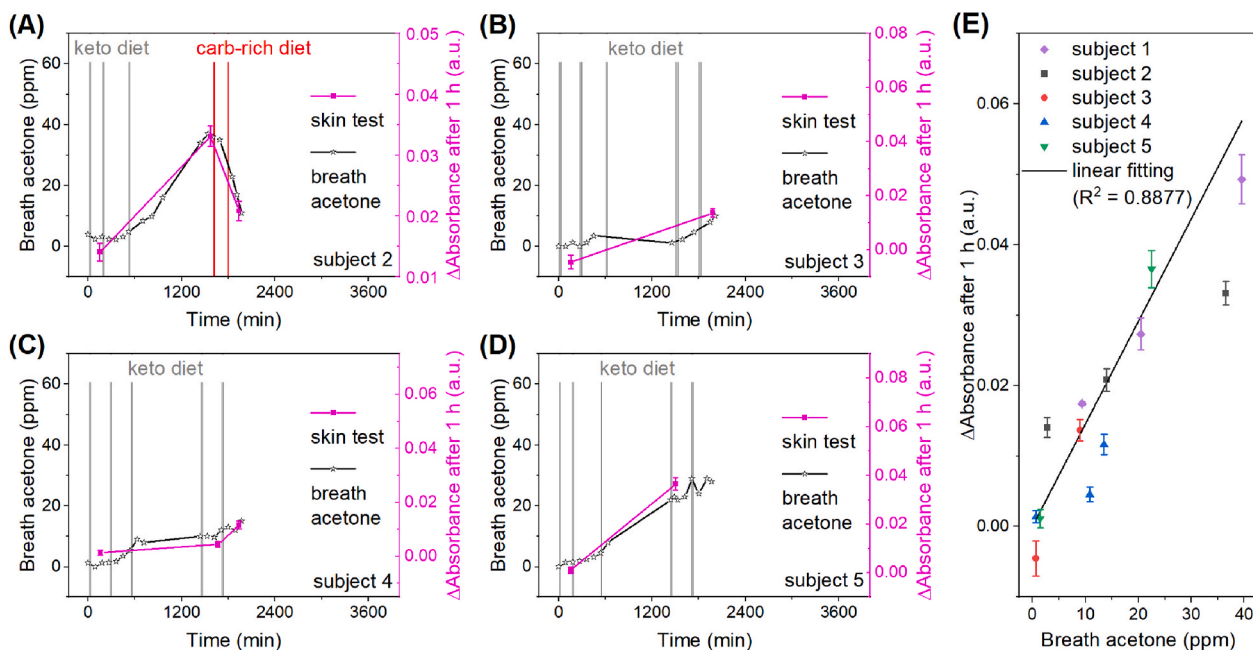 (A)
keto diet
carb-rich diet
Breath acetone (ppm)
60
40
20
0
0.05
0.04
0.03
0.02
0.01
ΔAbsorbance after 1 h (a.u.)
skin test
breath
acetone
subject 2
0 1200 2400 3600
Time (min)
(B)
keto diet
Breath acetone (ppm)
60
40
20
0
0.08
0.04
0.00
ΔAbsorbance after 1 h (a.u.)
skin test
breath
acetone
subject 3
0 1200 2400 3600
Time (min)
(C)
keto diet
Breath acetone (ppm)
60
40
20
0
0.06
0.04
0.02
0.00
ΔAbsorbance after 1 h (a.u.)
skin test
breath
acetone
subject 4
0 1200 2400 3600
Time (min)
(D)
keto diet
Breath acetone (ppm)
60
40
20
0
0.08
0.06
0.04
0.02
0.00
ΔAbsorbance after 1 h (a.u.)
skin test
breath
acetone
subject 5
0 1200 2400 3600
Time (min)
(E)
subject 1
subject 2
subject 3
subject 4
subject 5
linear fitting
(R² = 0.8877)
ΔAbsorbance after 1 h (a.u.)
0.06
0.04
0.02
0.00
0 10 20 30 40
Breath acetone (ppm)